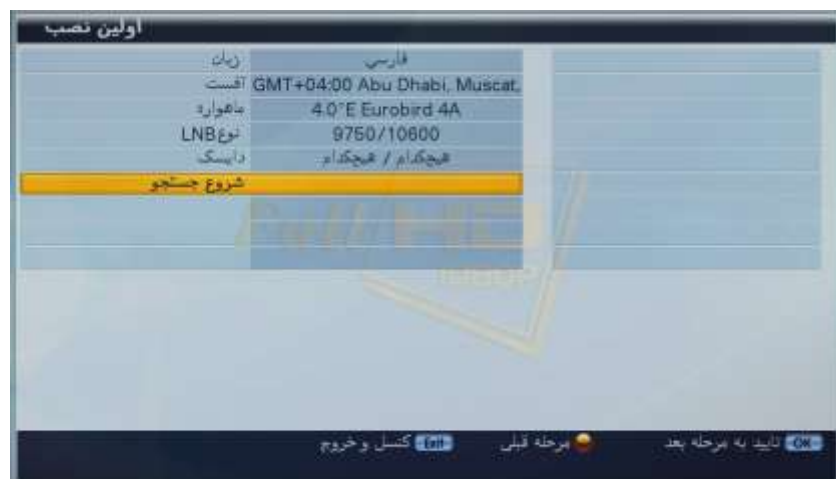 اولین نصب
زبان فارسی
آفست GMT+04:00 Abu Dhabi, Muscat,
ماهواره 4.0°E Eurobird 4A
نوع LNB 9750/10600
دایسک هیچکدام / هیچکدام
شروع جستجو
OK تایید به مرحله بعد مرحله قبلی Exit کنسل و خروج